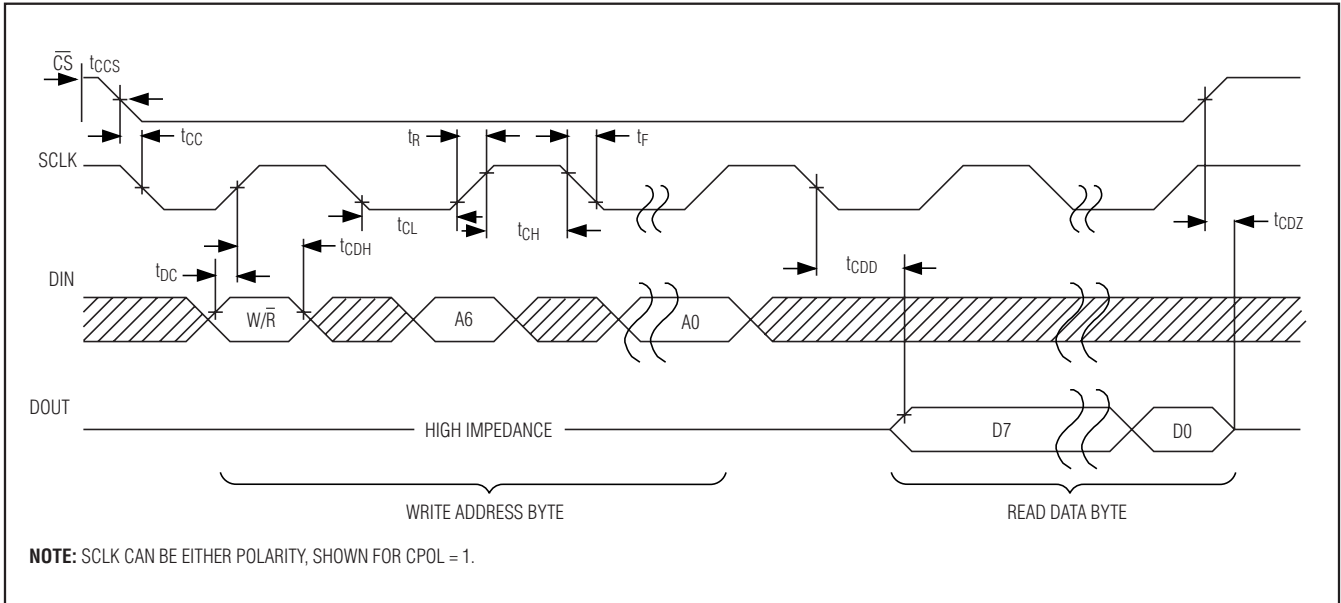 C̅S̅ tCCS
tCC
tR
tF
SCLK
tCL
tCH
tCDH
tCDZ
tDC
tCDD
DIN
W/R̅
A6
A0
DOUT
HIGH IMPEDANCE
D7
D0
WRITE ADDRESS BYTE
READ DATA BYTE
NOTE: SCLK CAN BE EITHER POLARITY, SHOWN FOR CPOL = 1.